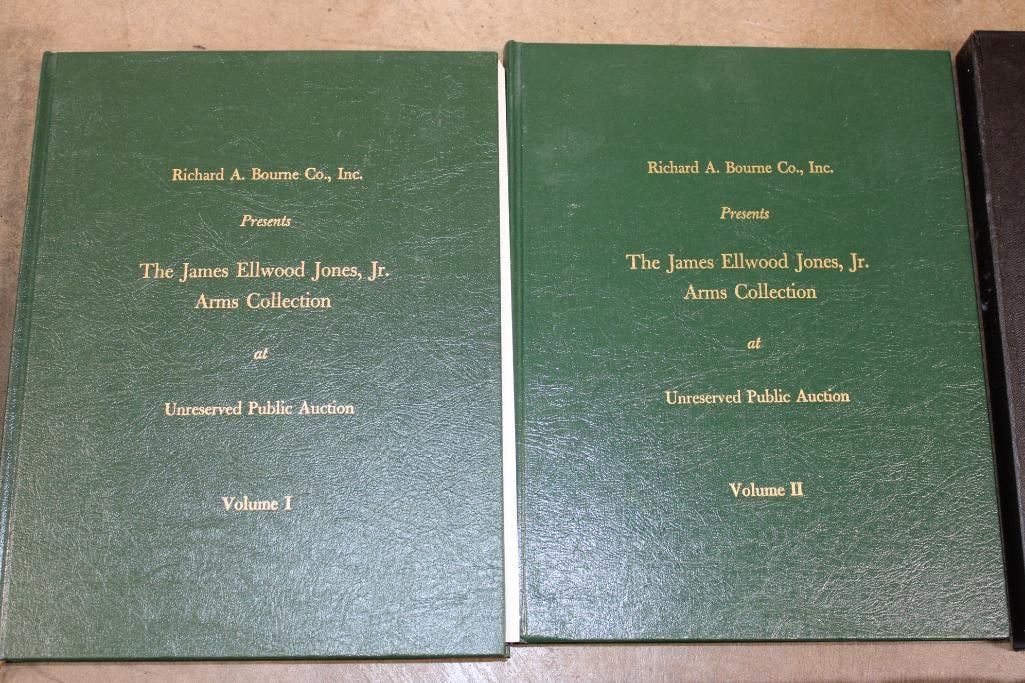 Richard A. Bourne Co., Inc.
Presents
The James Ellwood Jones, Jr.
Arms Collection
at
Unreserved Public Auction
Volume I
Richard A. Bourne Co., Inc.
Presents
The James Ellwood Jones, Jr.
Arms Collection
at
Unreserved Public Auction
Volume II